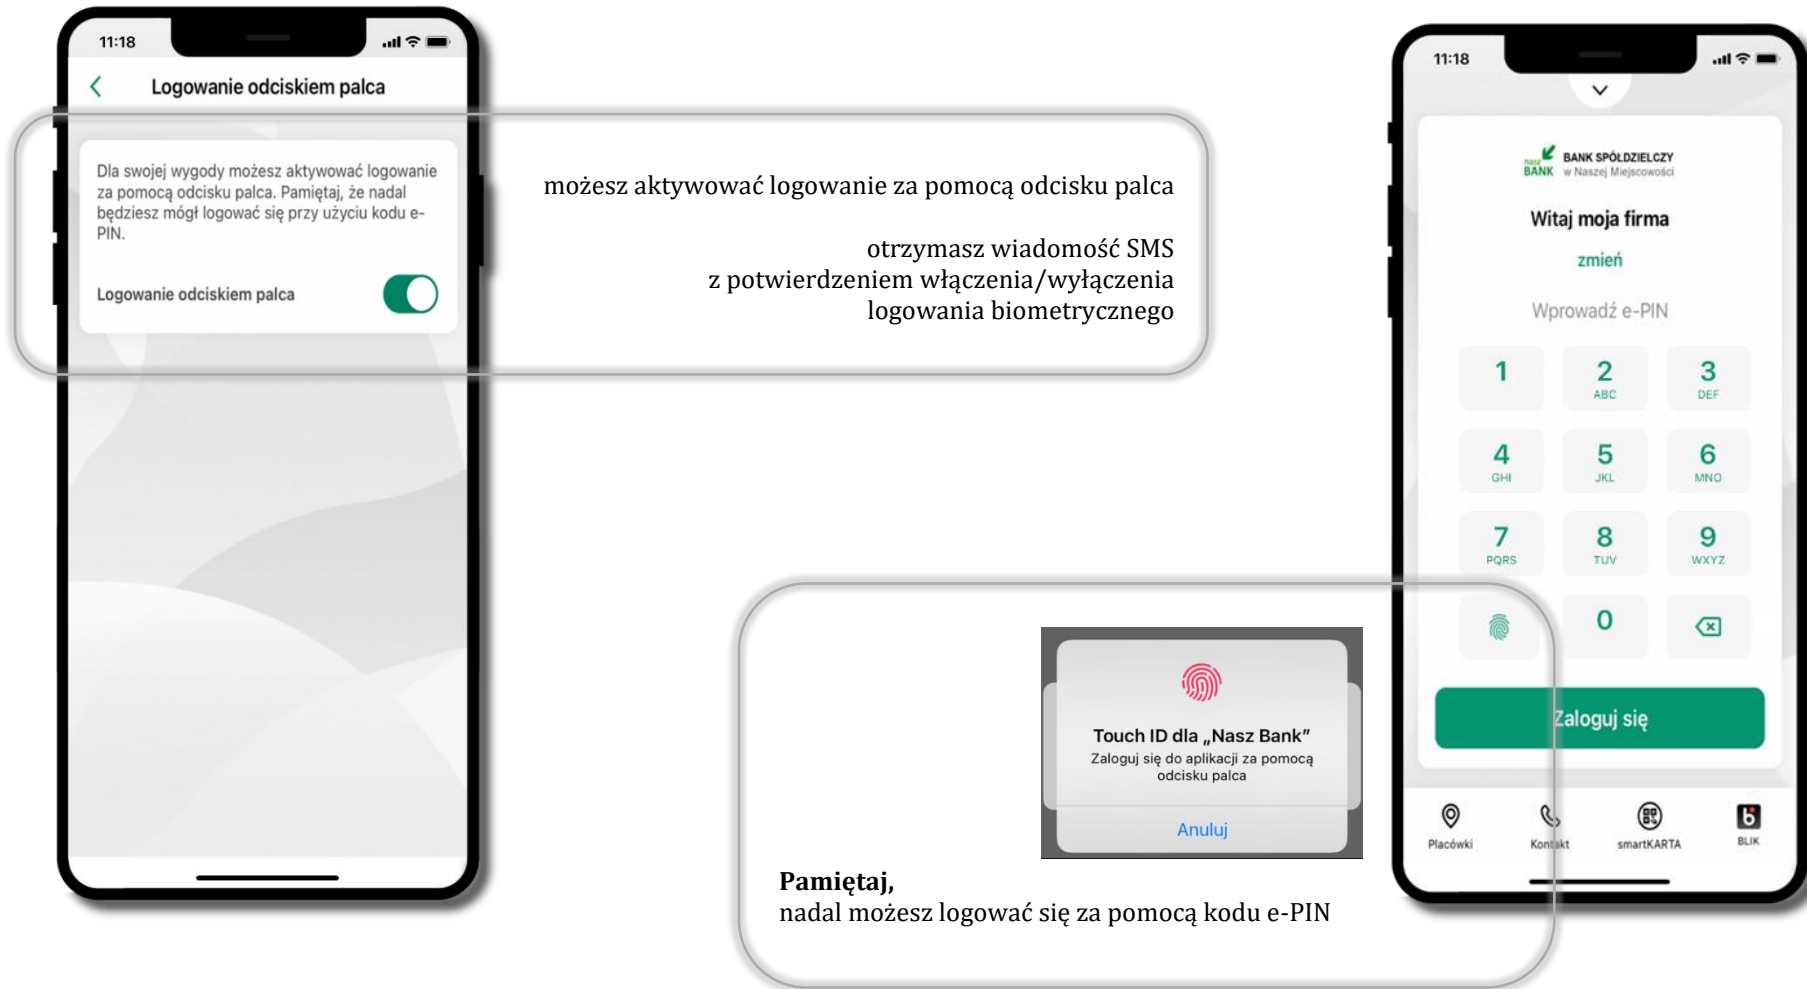 11:18
Logowanie odciskiem palca
Dla swojej wygody możesz aktywować logowanie
za pomocą odcisku palca. Pamiętaj, że nadal
będziesz mógł logować się przy użyciu kodu e-
PIN.
Logowanie odciskiem palca
możesz aktywować logowanie za pomocą odcisku palca
otrzymasz wiadomość SMS
z potwierdzeniem włączenia/wyłączenia
logowania biometrycznego
Touch ID dla „Nasz Bank”
Zaloguj się do aplikacji za pomocą
odcisku palca
Anuluj
Pamiętaj,
nadal możesz logować się za pomocą kodu e-PIN
11:18
nasz
BANK
BANK SPÓŁDZIELCZY
w Naszej Miejscowości
Witaj moja firma
zmień
Wprowadź e-PIN
1 2 3
ABC DEF
4 5 6
GHI JKL MNO
7 8 9
PQRS TUV WXYZ
0
Zaloguj się
Placówki Kontakt smartKARTA BLIK